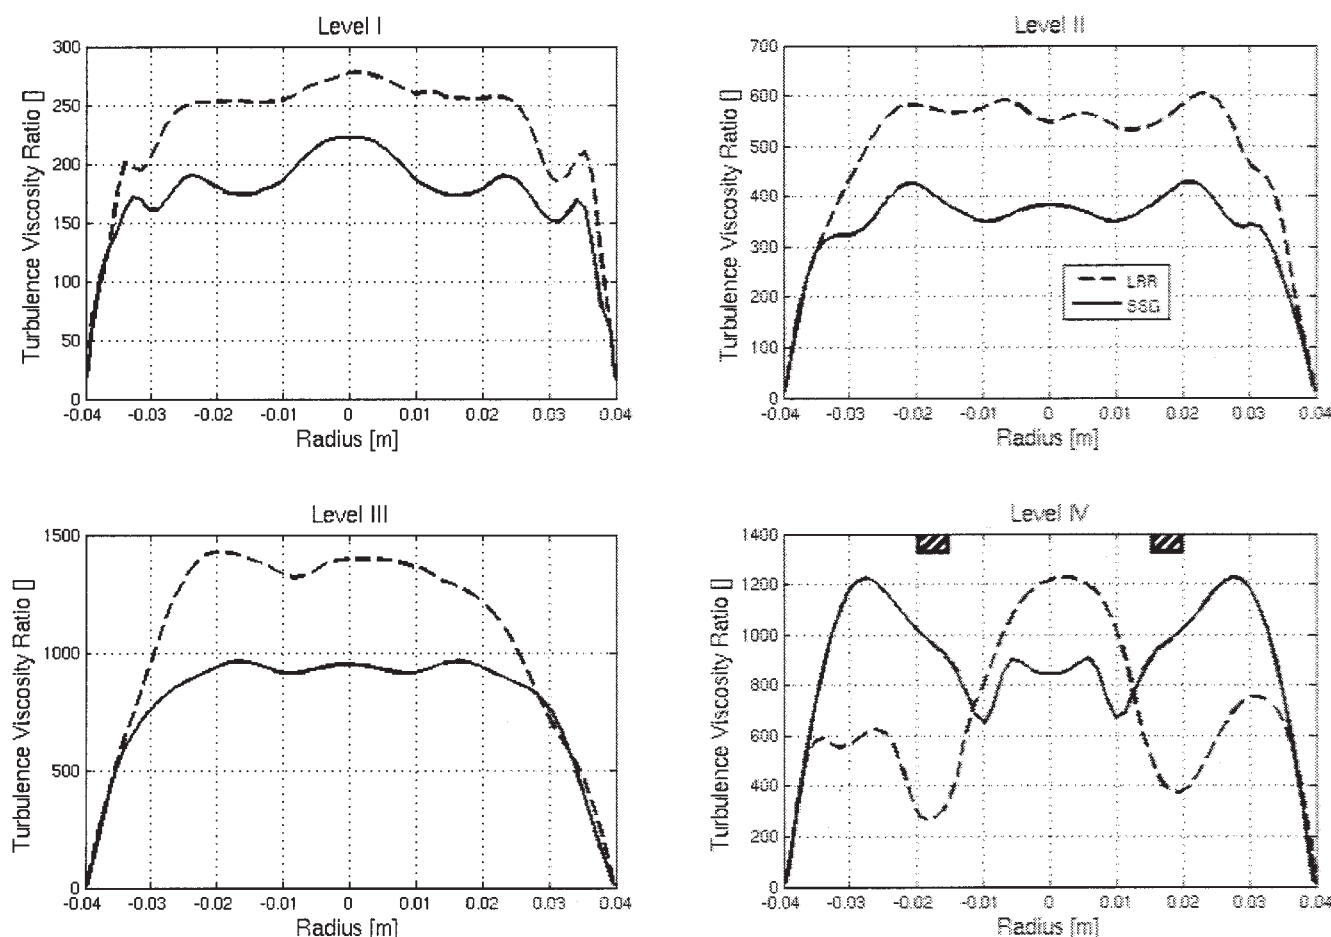 Level I
300
250
200
150
100
50
0
Turbulence Viscosity Ratio []
-0.04 -0.03 -0.02 -0.01 0 0.01 0.02 0.03 0.04
Radius [m]
Level II
700
600
500
400
300
200
100
0
Turbulence Viscosity Ratio []
LRR
SSG
-0.04 -0.03 -0.02 -0.01 0 0.01 0.02 0.03 0.04
Radius [m]
Level III
1500
1000
500
0
Turbulence Viscosity Ratio []
-0.04 -0.03 -0.02 -0.01 0 0.01 0.02 0.03 0.04
Radius [m]
Level IV
1400
1200
1000
800
600
400
200
0
Turbulence Viscosity Ratio []
-0.04 -0.03 -0.02 -0.01 0 0.01 0.02 0.03 0.04
Radius [m]